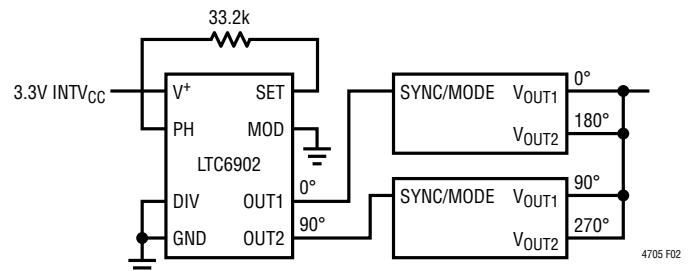 33.2k
3.3V INTVCC
V+
SET
PH
MOD
LTC6902
DIV
OUT1
GND
OUT2
0°
90°
SYNC/MODE
VOUT1
0°
VOUT2
180°
SYNC/MODE
VOUT1
90°
VOUT2
270°
4705 F02